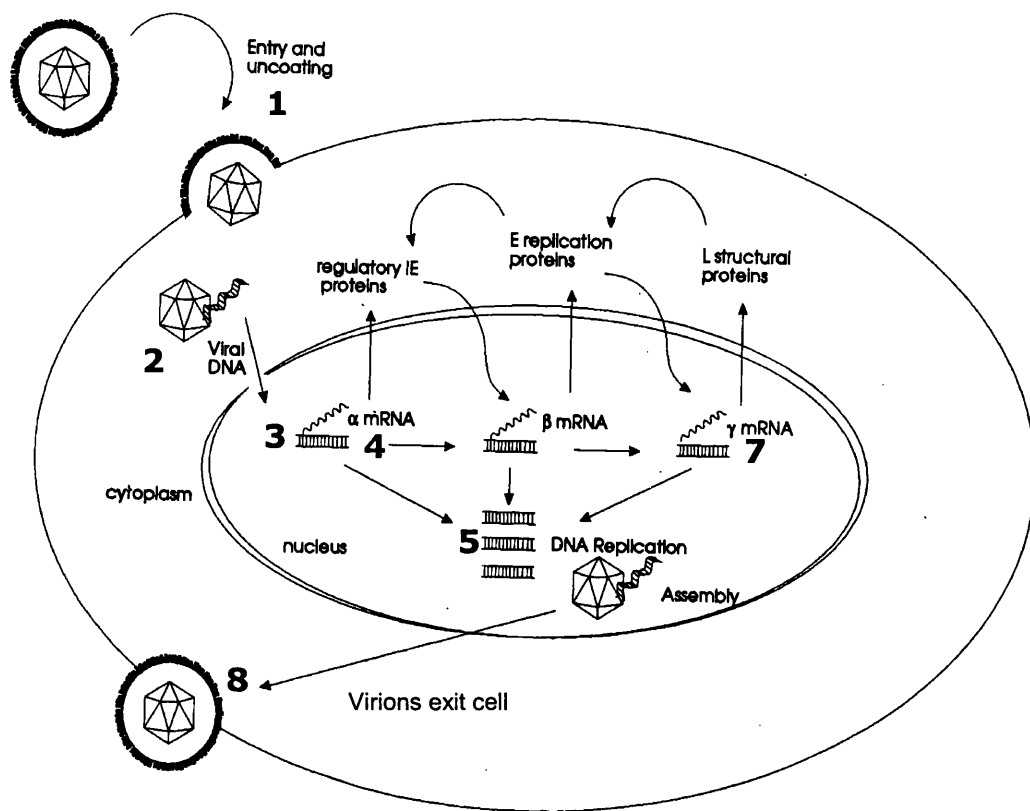 Entry and
uncoating
1
E replication
proteins
L structural
proteins
regulatory IE
proteins
2
Viral
DNA
3
α mRNA
4
β mRNA
γ mRNA
7
cytoplasm
nucleus
5
DNA Replication
Assembly
8
Virions exit cell